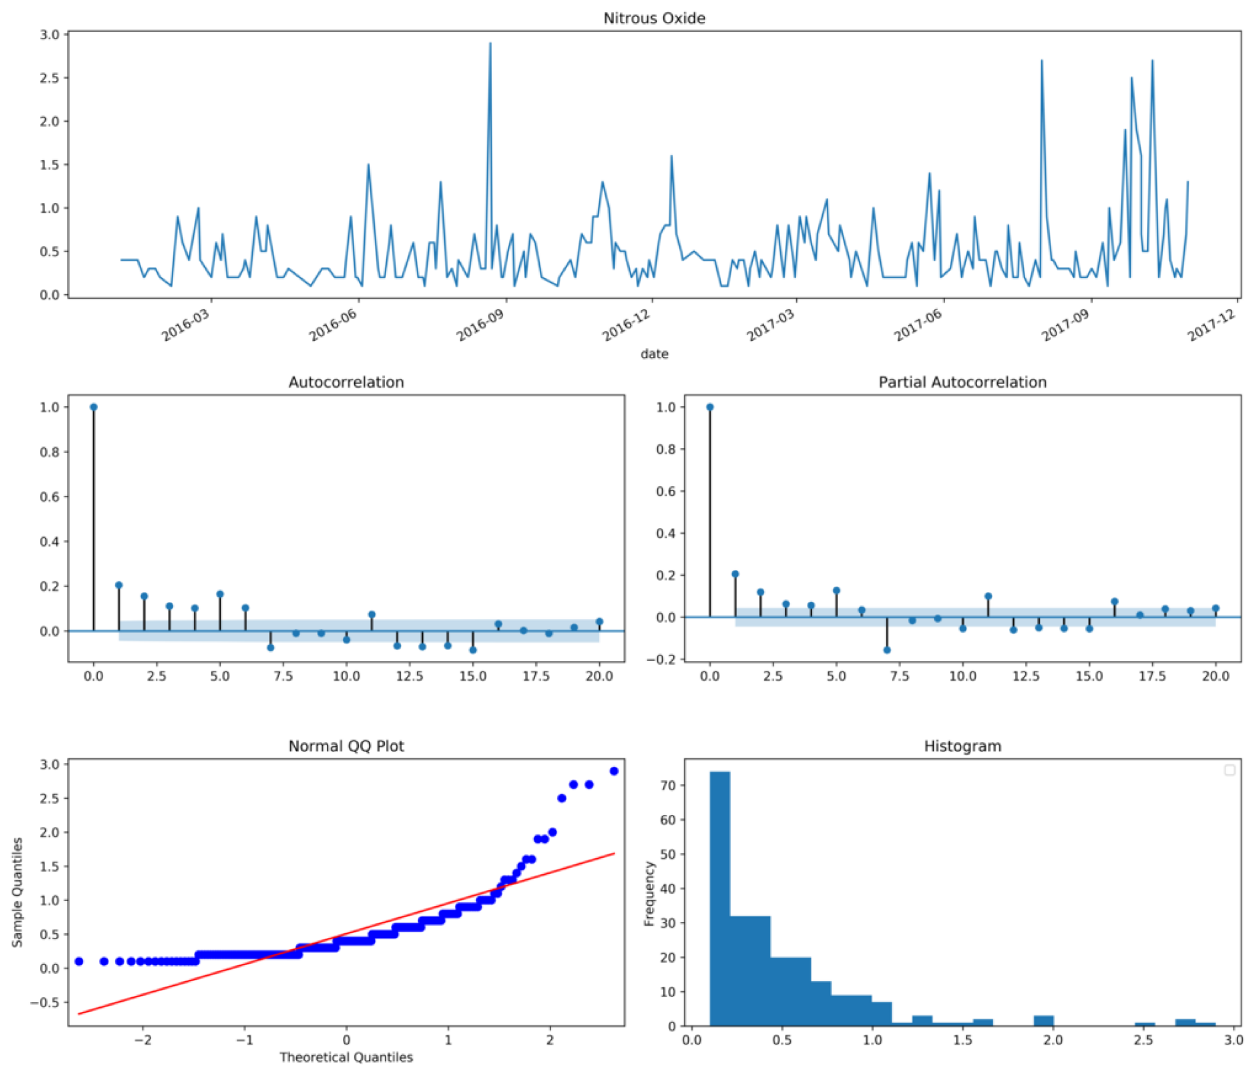 Nitrous Oxide
3.0
2.5
2.0
1.5
1.0
0.5
0.0
2016-03 2016-06 2016-09 2016-12 2017-03 2017-06 2017-09 2017-12
date
Autocorrelation
1.0
0.8
0.6
0.4
0.2
0.0
0.0 2.5 5.0 7.5 10.0 12.5 15.0 17.5 20.0
Partial Autocorrelation
1.0
0.8
0.6
0.4
0.2
0.0
−0.2
0.0 2.5 5.0 7.5 10.0 12.5 15.0 17.5 20.0
Normal QQ Plot
Sample Quantiles
3.0
2.5
2.0
1.5
1.0
0.5
0.0
−0.5
−2 −1 0 1 2
Theoretical Quantiles
Histogram
Frequency
70
60
50
40
30
20
10
0
0.0 0.5 1.0 1.5 2.0 2.5 3.0